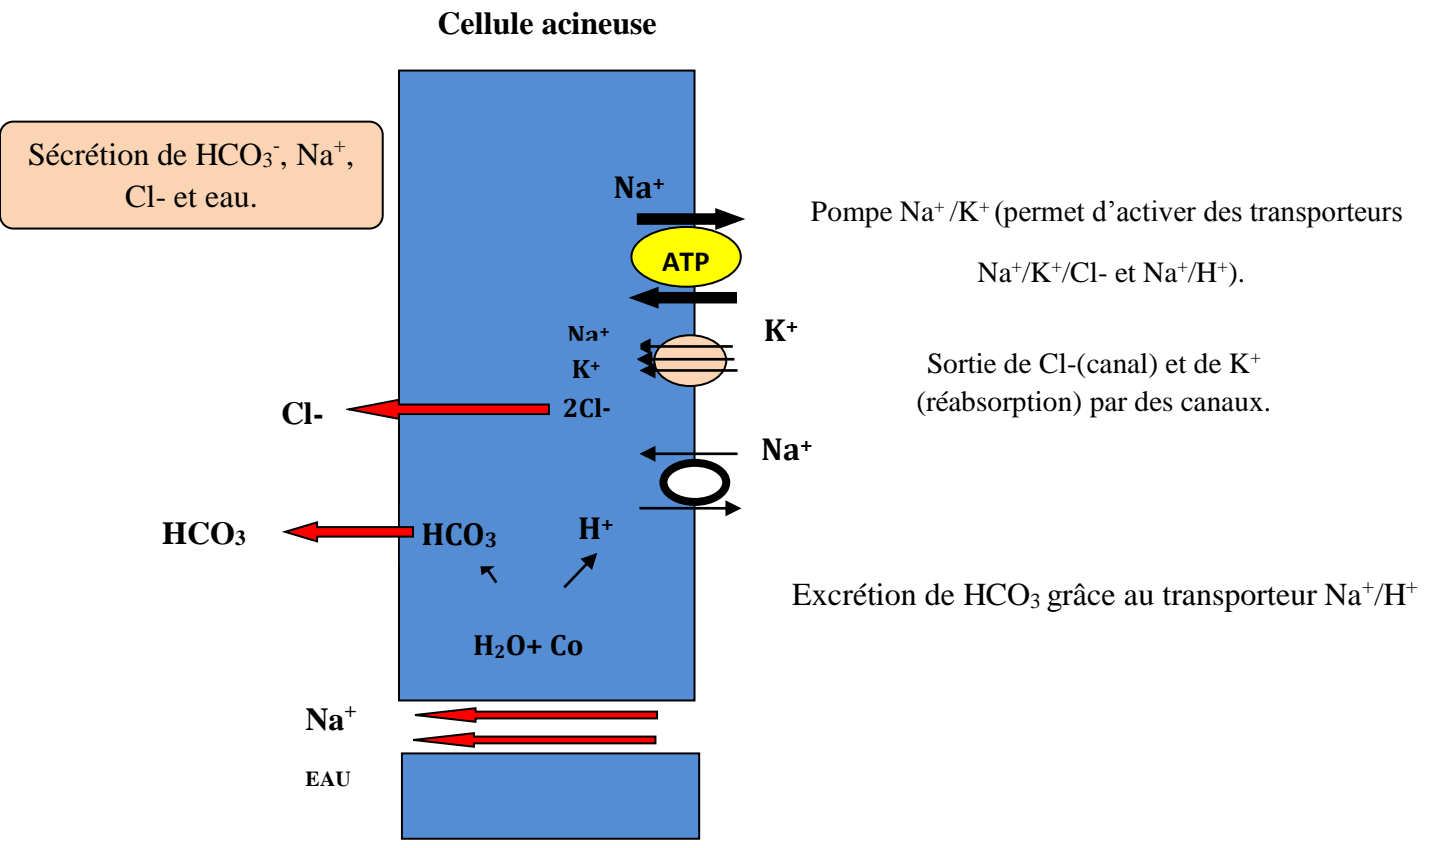 Cellule acineuse
Sécrétion de HCO₃⁻, Na⁺,
Cl- et eau.
Na⁺
ATP
Pompe Na⁺ /K⁺ (permet d’activer des transporteurs
Na⁺/K⁺/Cl- et Na⁺/H⁺).
K⁺
Na⁺
K⁺
2Cl-
Cl-
Sortie de Cl-(canal) et de K⁺
(réabsorption) par des canaux.
Na⁺
HCO₃
HCO₃
H⁺
Excrétion de HCO₃ grâce au transporteur Na⁺/H⁺
H₂O+ Co
Na⁺
EAU